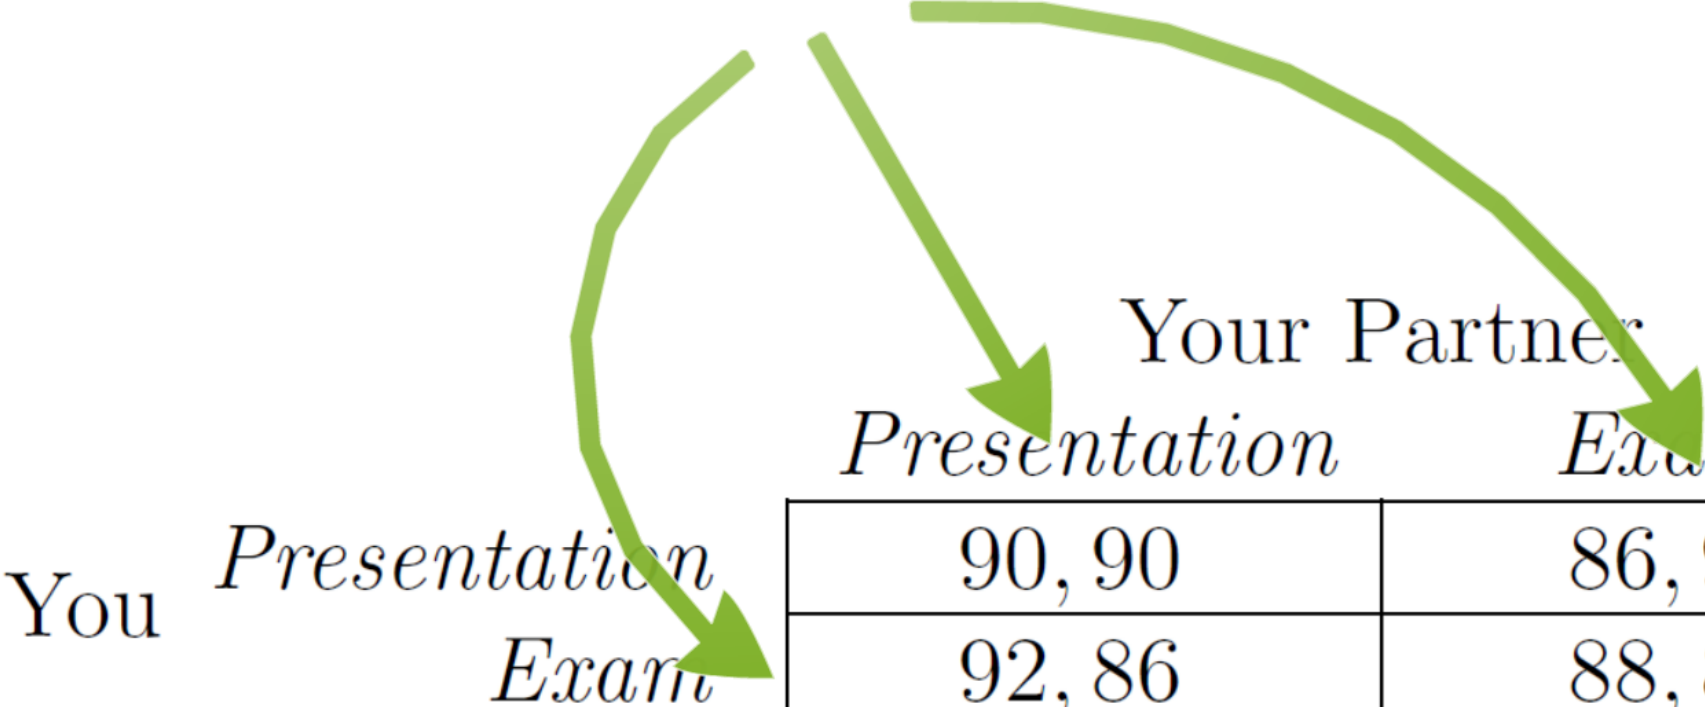 Your Partner
Presentation
Presentation 90, 90 86,
You
Exam 92, 86 88,